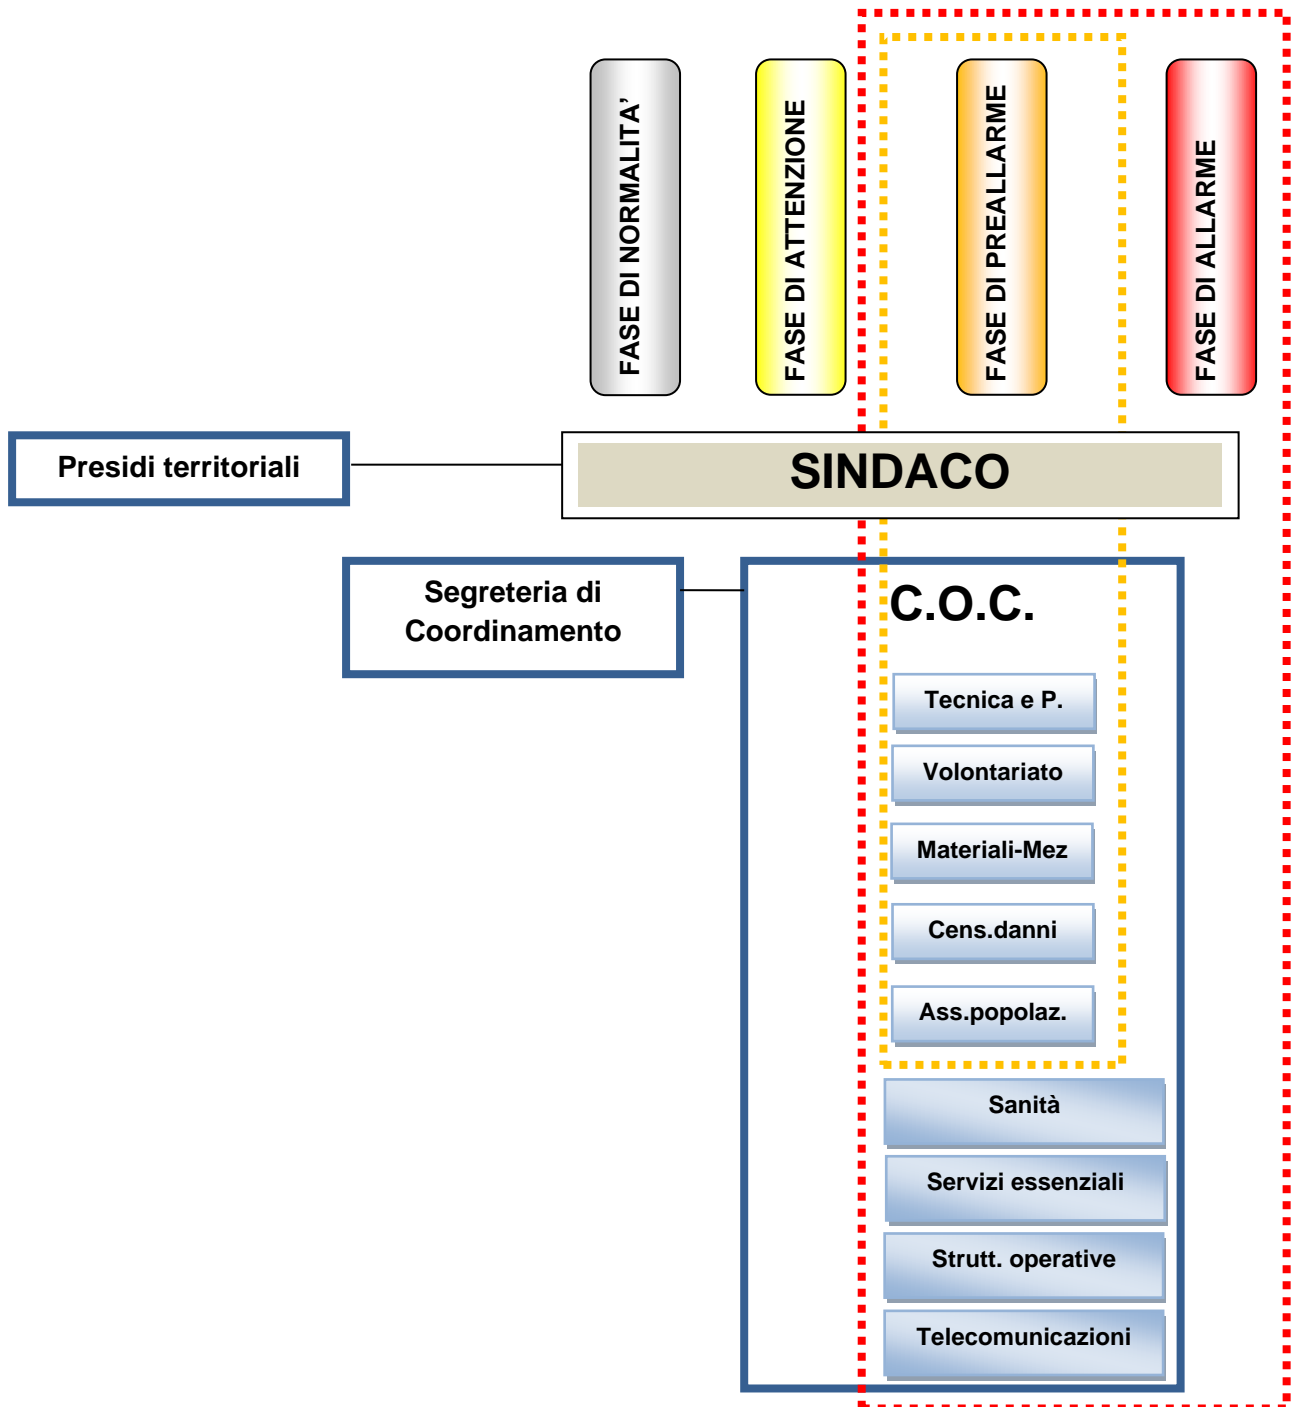 FASE DI NORMALITA’
FASE DI ATTENZIONE
FASE DI PREALLARME
FASE DI ALLARME
Presidi territoriali
SINDACO
Segreteria di
Coordinamento
C.O.C.
Tecnica e P.
Volontariato
Materiali-Mez
Cens.danni
Ass.popolaz.
Sanità
Servizi essenziali
Strutt. operative
Telecomunicazioni